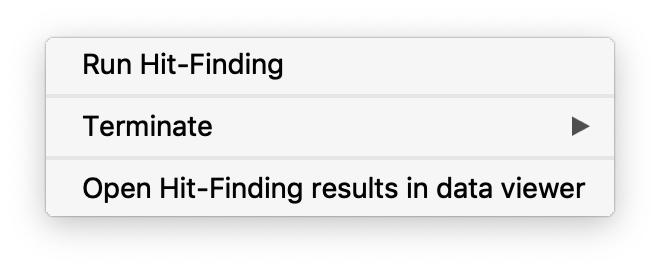 Run Hit-Finding
Terminate
Open Hit-Finding results in data viewer